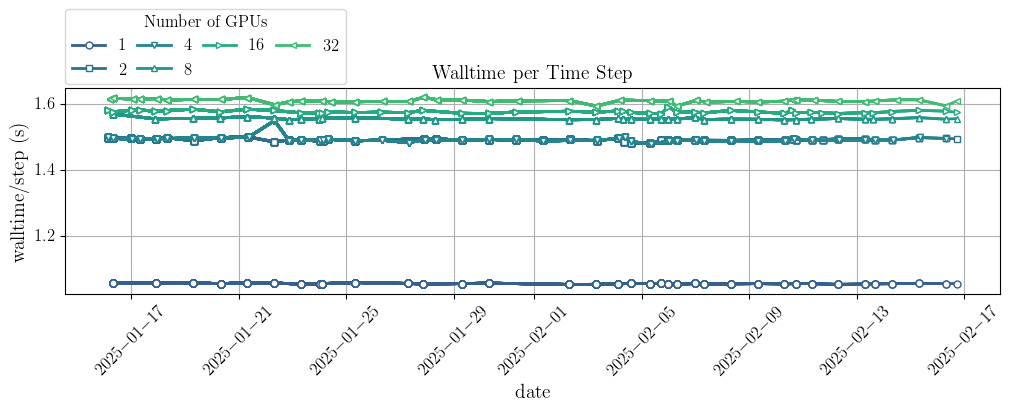 Number of GPUs
1 4 16 32
2 8
Walltime per Time Step
walltime/step (s)
1.6
1.4
1.2
2025−01−17
2025−01−21
2025−01−25
2025−01−29
2025−02−01
2025−02−05
2025−02−09
2025−02−13
2025−02−17
date